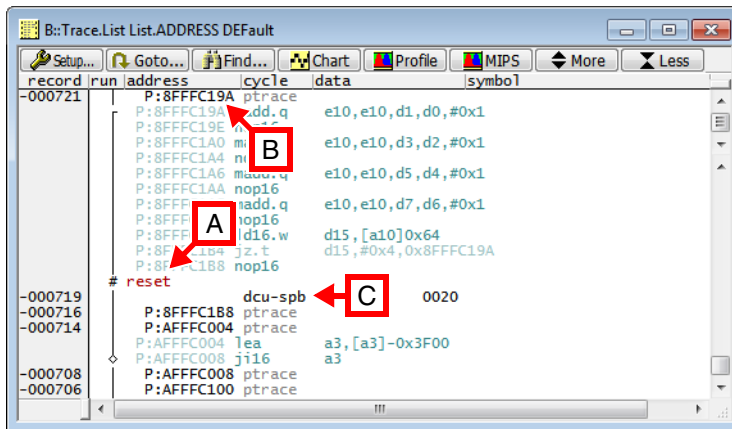 B::Trace.List List.ADDRESS DEFault
Setup... Goto... Find... Chart Profile MIPS More Less
record run address cycle data symbol
-000721 P:8FFFC19A ptrace
P:8FFFC19A e10,e10,d1,d0,#0x1
P:8FFFC19E
B
P:8FFFC1A0 e10,e10,d3,d2,#0x1
P:8FFFC1A4
P:8FFFC1A6 madd.q e10,e10,d5,d4,#0x1
P:8FFFC1AA nop16
madd.q e10,e10,d7,d6,#0x1
A
nop16
ld16.w d15,[a10]0x64
jz.t d15,#0x4,0x8FFFC19A
P:8FFFC1B8 nop16
# reset
-000719 dcu-spb C 0020
-000716 P:8FFFC1B8 ptrace
-000714 P:AFFFC004 ptrace
P:AFFFC004 lea a3,[a3]-0x3F00
P:AFFFC008 ji16 a3
-000708 P:AFFFC008 ptrace
-000706 P:AFFFC100 ptrace